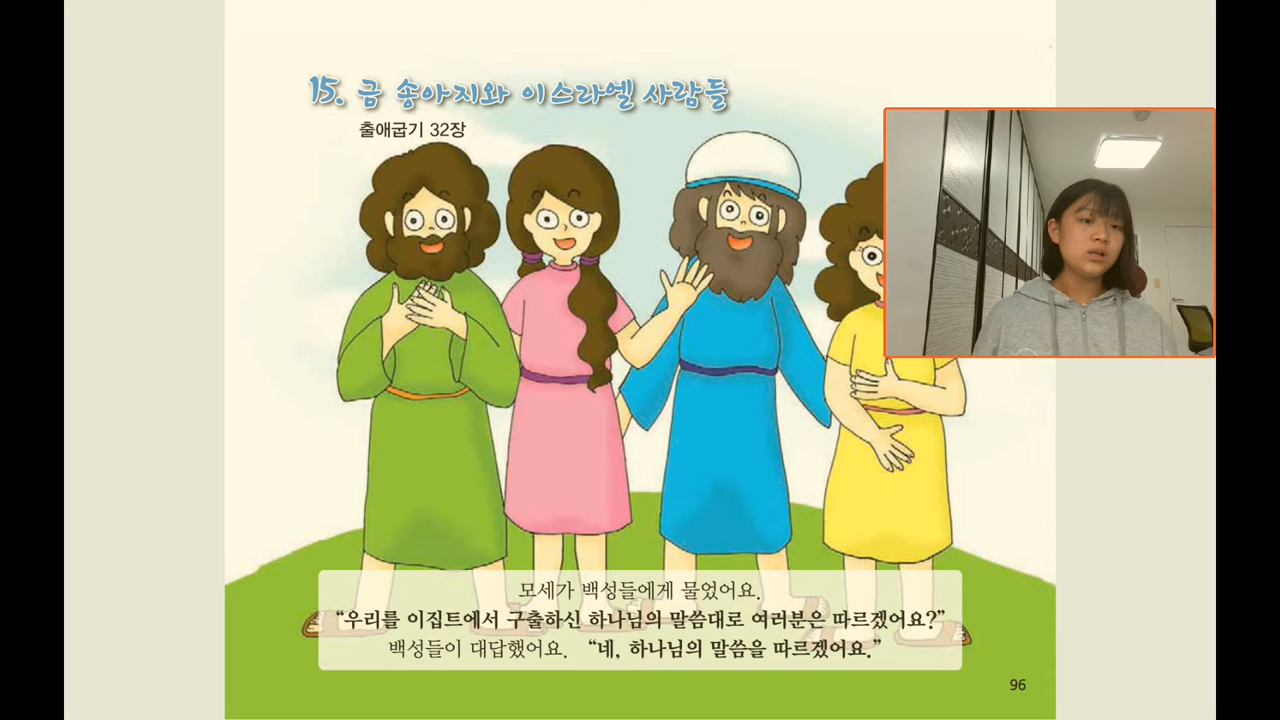 15. 금 송아지와 이스라엘 사람들
출애굽기 32장
모세가 백성들에게 물었어요.
“우리를 이집트에서 구출하신 하나님의 말씀대로 여러분은 따르겠어요?”
백성들이 대답했어요. “네, 하나님의 말씀을 따르겠어요.”
96